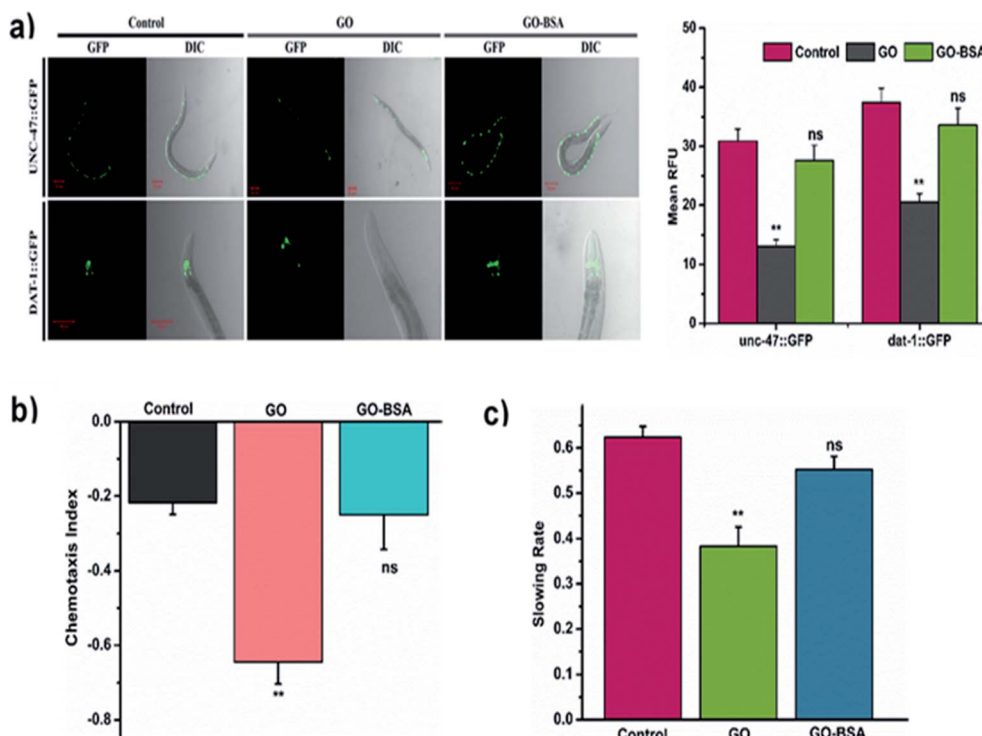 a)
Control GO GO-BSA
GFP DIC GFP DIC GFP DIC
UNC-47::GFP
DAT-1::GFP
Control GO GO-BSA
Mean RFU
50
40
30
20
10
0
** ns
** ns
unc-47::GFP dat-1::GFP
b)
Control GO GO-BSA
Chemotaxis Index
0.0
-0.2
-0.4
-0.6
-0.8
**
ns
c)
Slowing Rate
0.6
0.5
0.4
0.3
0.2
0.1
0.0
**
ns
Control GO GO-BSA